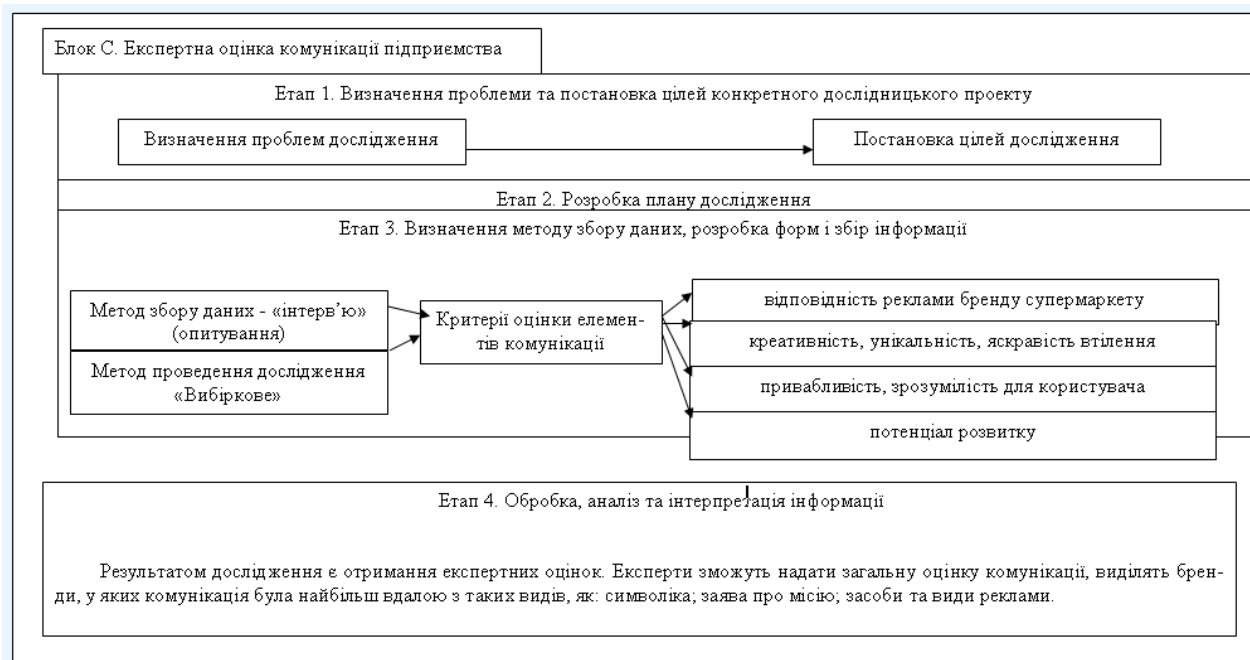 Блок С. Експертна оцінка комунікації підприємства
Етап 1. Визначення проблеми та постановка цілей конкретного дослідницького проекту
Визначення проблем дослідження
Постановка цілей дослідження
Етап 2. Розробка плану дослідження
Етап 3. Визначення методу збору даних, розробка форм і збір інформації
Метод збору даних - «інтерв’ю»
(опитування)
Метод проведення дослідження
«Вибіркове»
Критерії оцінки елемен-
тів комунікації
відповідність реклами бренду супермаркету
креативність, унікальність, яскравість втілення
привабливість, зрозумілість для користувача
потенціал розвитку
Етап 4. Обробка, аналіз та інтерпретація інформації
Результатом дослідження є отримання експертних оцінок. Експерти зможуть надати загальну оцінку комунікації, виділять брен-
ди, у яких комунікація була найбільш вдалою з таких видів, як: символіка; заява про місію; засоби та види реклами.